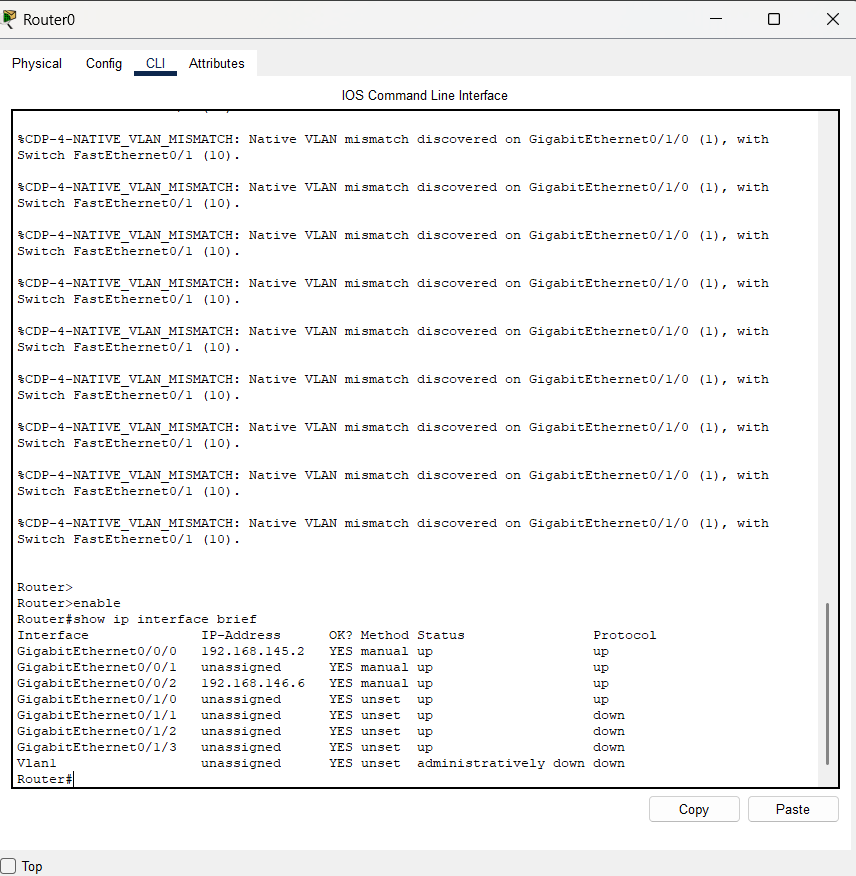 Router0
Physical Config CLI Attributes
IOS Command Line Interface
%CDP-4-NATIVE_VLAN_MISMATCH: Native VLAN mismatch discovered on GigabitEthernet0/1/0 (1), with
Switch FastEthernet0/1 (10).
%CDP-4-NATIVE_VLAN_MISMATCH: Native VLAN mismatch discovered on GigabitEthernet0/1/0 (1), with
Switch FastEthernet0/1 (10).
%CDP-4-NATIVE_VLAN_MISMATCH: Native VLAN mismatch discovered on GigabitEthernet0/1/0 (1), with
Switch FastEthernet0/1 (10).
%CDP-4-NATIVE_VLAN_MISMATCH: Native VLAN mismatch discovered on GigabitEthernet0/1/0 (1), with
Switch FastEthernet0/1 (10).
%CDP-4-NATIVE_VLAN_MISMATCH: Native VLAN mismatch discovered on GigabitEthernet0/1/0 (1), with
Switch FastEthernet0/1 (10).
%CDP-4-NATIVE_VLAN_MISMATCH: Native VLAN mismatch discovered on GigabitEthernet0/1/0 (1), with
Switch FastEthernet0/1 (10).
%CDP-4-NATIVE_VLAN_MISMATCH: Native VLAN mismatch discovered on GigabitEthernet0/1/0 (1), with
Switch FastEthernet0/1 (10).
%CDP-4-NATIVE_VLAN_MISMATCH: Native VLAN mismatch discovered on GigabitEthernet0/1/0 (1), with
Switch FastEthernet0/1 (10).
%CDP-4-NATIVE_VLAN_MISMATCH: Native VLAN mismatch discovered on GigabitEthernet0/1/0 (1), with
Switch FastEthernet0/1 (10).
Router>
Router>enable
Router#show ip interface brief
Interface IP-Address OK? Method Status Protocol
GigabitEthernet0/0/0 192.168.145.2 YES manual up up
GigabitEthernet0/0/1 unassigned YES manual up up
GigabitEthernet0/0/2 192.168.146.6 YES manual up up
GigabitEthernet0/1/0 unassigned YES unset up up
GigabitEthernet0/1/1 unassigned YES unset up down
GigabitEthernet0/1/2 unassigned YES unset up down
GigabitEthernet0/1/3 unassigned YES unset up down
Vlan1 unassigned YES unset administratively down down
Router#
Copy Paste
Top